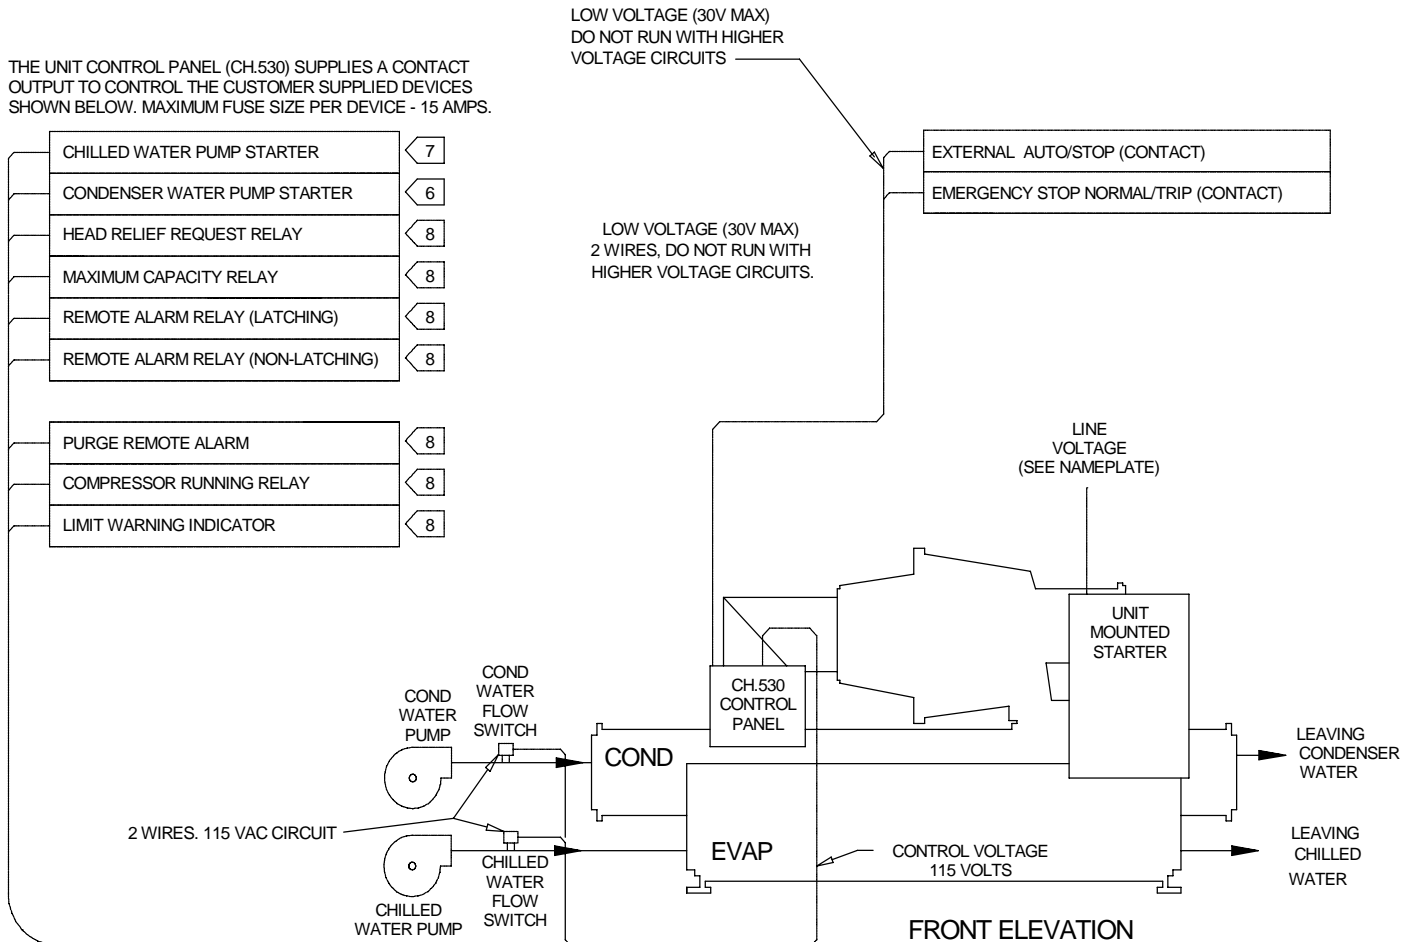 LOW VOLTAGE (30V MAX)
DO NOT RUN WITH HIGHER
VOLTAGE CIRCUITS
THE UNIT CONTROL PANEL (CH.530) SUPPLIES A CONTACT
OUTPUT TO CONTROL THE CUSTOMER SUPPLIED DEVICES
SHOWN BELOW. MAXIMUM FUSE SIZE PER DEVICE - 15 AMPS.
CHILLED WATER PUMP STARTER 7
CONDENSER WATER PUMP STARTER 6
HEAD RELIEF REQUEST RELAY 8
MAXIMUM CAPACITY RELAY 8
REMOTE ALARM RELAY (LATCHING) 8
REMOTE ALARM RELAY (NON-LATCHING) 8
PURGE REMOTE ALARM 8
COMPRESSOR RUNNING RELAY 8
LIMIT WARNING INDICATOR 8
EXTERNAL AUTO/STOP (CONTACT)
EMERGENCY STOP NORMAL/TRIP (CONTACT)
LOW VOLTAGE (30V MAX)
2 WIRES, DO NOT RUN WITH
HIGHER VOLTAGE CIRCUITS.
LINE
VOLTAGE
(SEE NAMEPLATE)
UNIT
MOUNTED
STARTER
CH.530
CONTROL
PANEL
COND
WATER
FLOW
SWITCH
COND
WATER
PUMP
COND
LEAVING
CONDENSER
WATER
2 WIRES. 115 VAC CIRCUIT
EVAP
CONTROL VOLTAGE
115 VOLTS
LEAVING
CHILLED
WATER
CHILLED
WATER
FLOW
SWITCH
CHILLED
WATER PUMP
FRONT ELEVATION